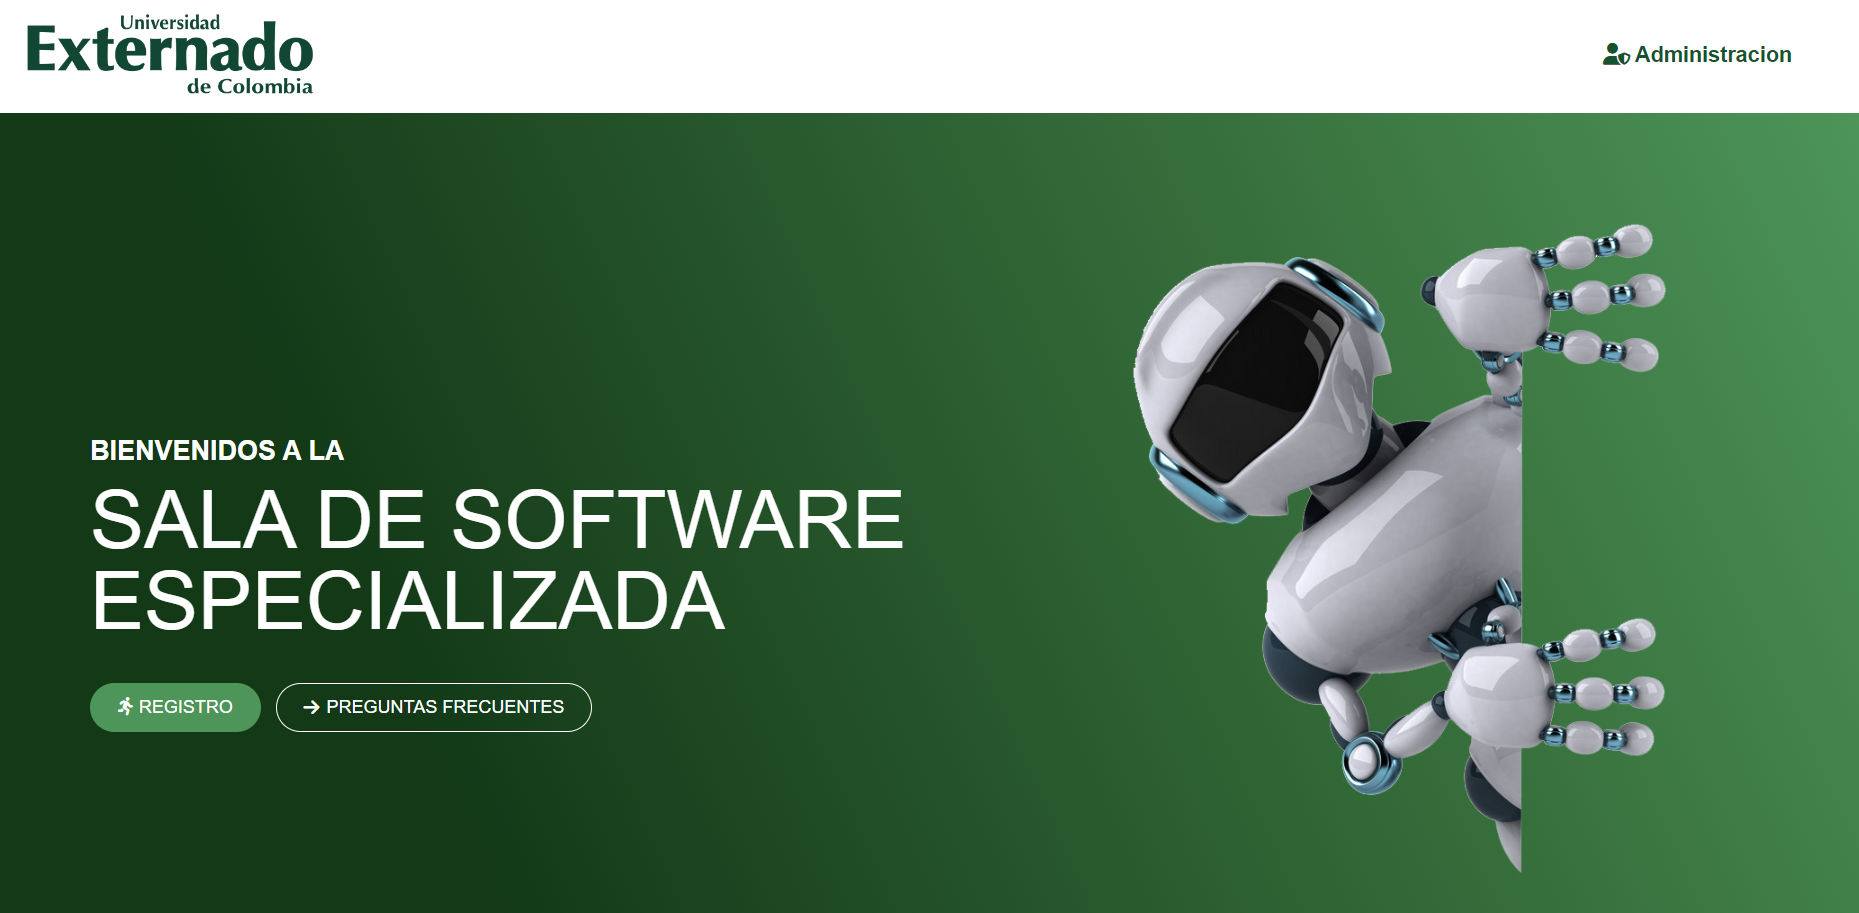 Universidad
Externado
de Colombia
Administracion
BIENVENIDOS A LA
SALA DE SOFTWARE
ESPECIALIZADA
REGISTRO
PREGUNTAS FRECUENTES